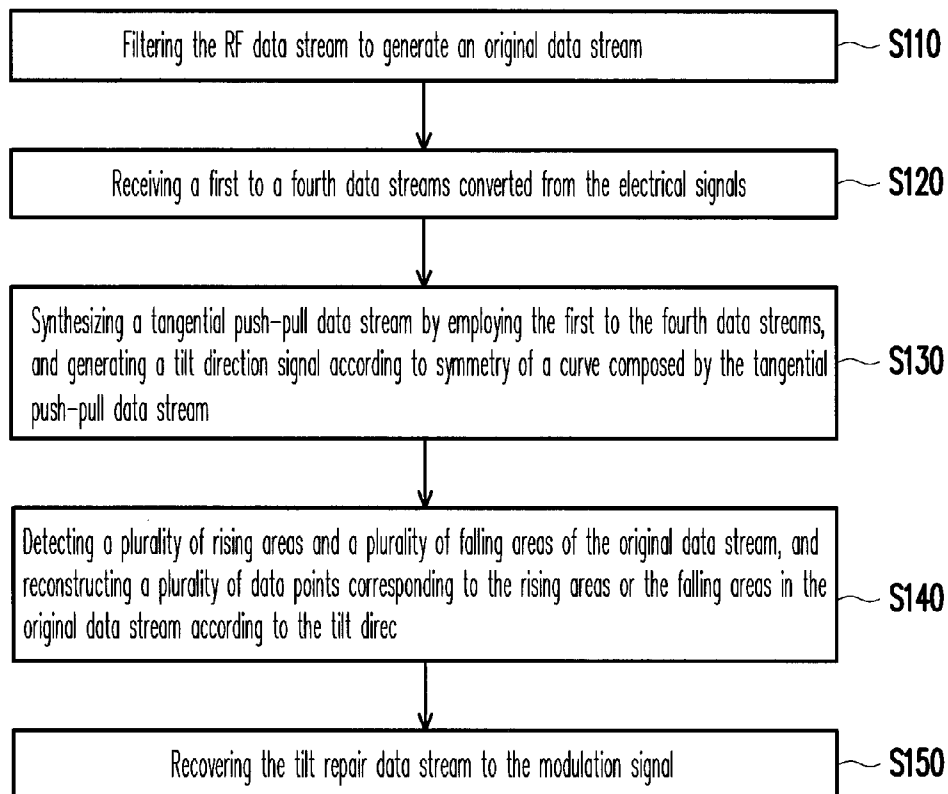 Filtering the RF data stream to generate an original data stream
S110
Receiving a first to a fourth data streams converted from the electrical signals
S120
Synthesizing a tangential push-pull data stream by employing the first to the fourth data streams,
and generating a tilt direction signal according to symmetry of a curve composed by the tangential
push-pull data stream
S130
Detecting a plurality of rising areas and a plurality of falling areas of the original data stream, and
reconstructing a plurality of data points corresponding to the rising areas or the falling areas in the
original data stream according to the tilt direc
S140
Recovering the tilt repair data stream to the modulation signal
S150